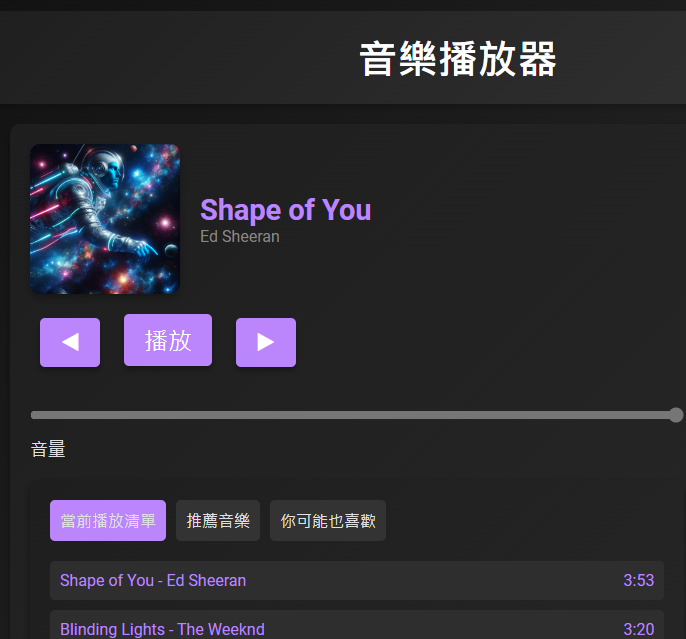 音樂播放器
Shape of You
Ed Sheeran
◀ 播放 ▶
音量
當前播放清單 推薦音樂 你可能也喜歡
Shape of You - Ed Sheeran 3:53
Blinding Lights - The Weeknd 3:20